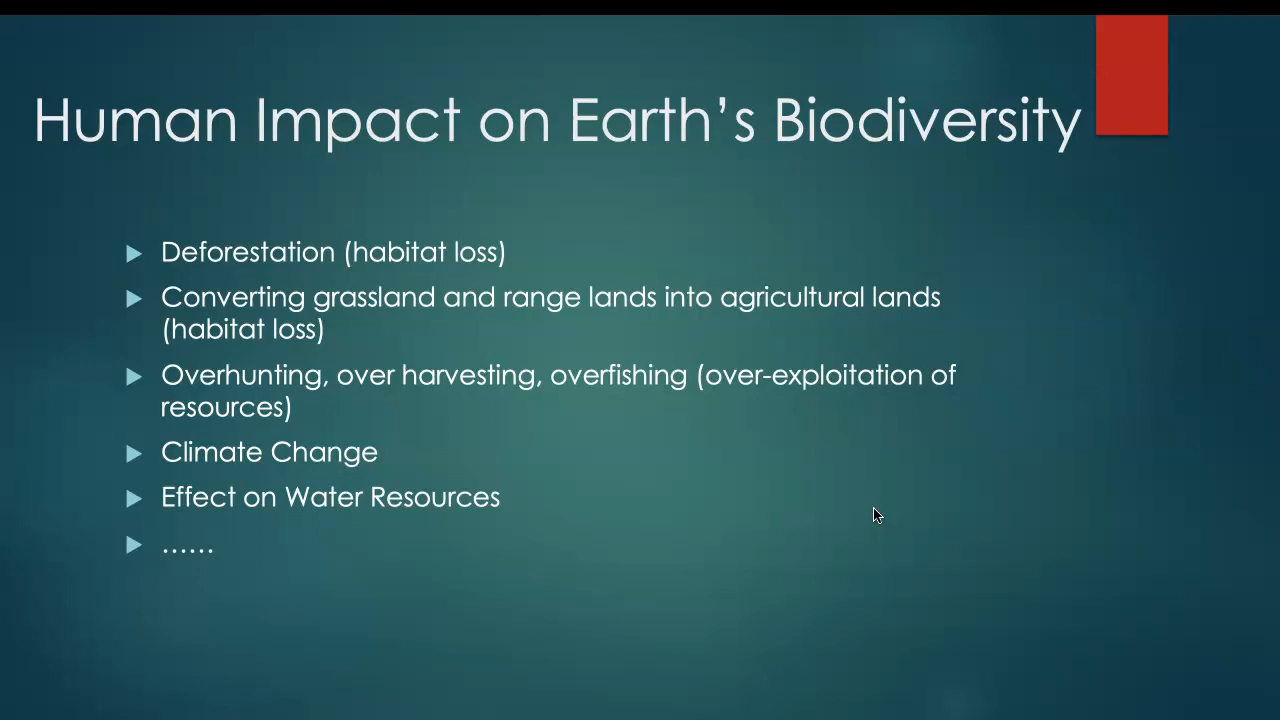 Human Impact on Earth’s Biodiversity
Deforestation (habitat loss)
Converting grassland and range lands into agricultural lands
(habitat loss)
Overhunting, over harvesting, overfishing (over-exploitation of
resources)
Climate Change
Effect on Water Resources
……